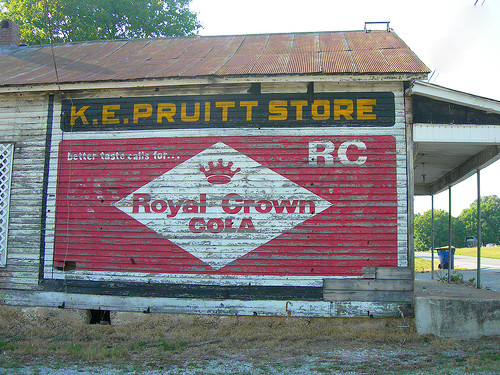 K.E. PRUITT STORE
better taste calls for...
RC
Royal Crown
COLA